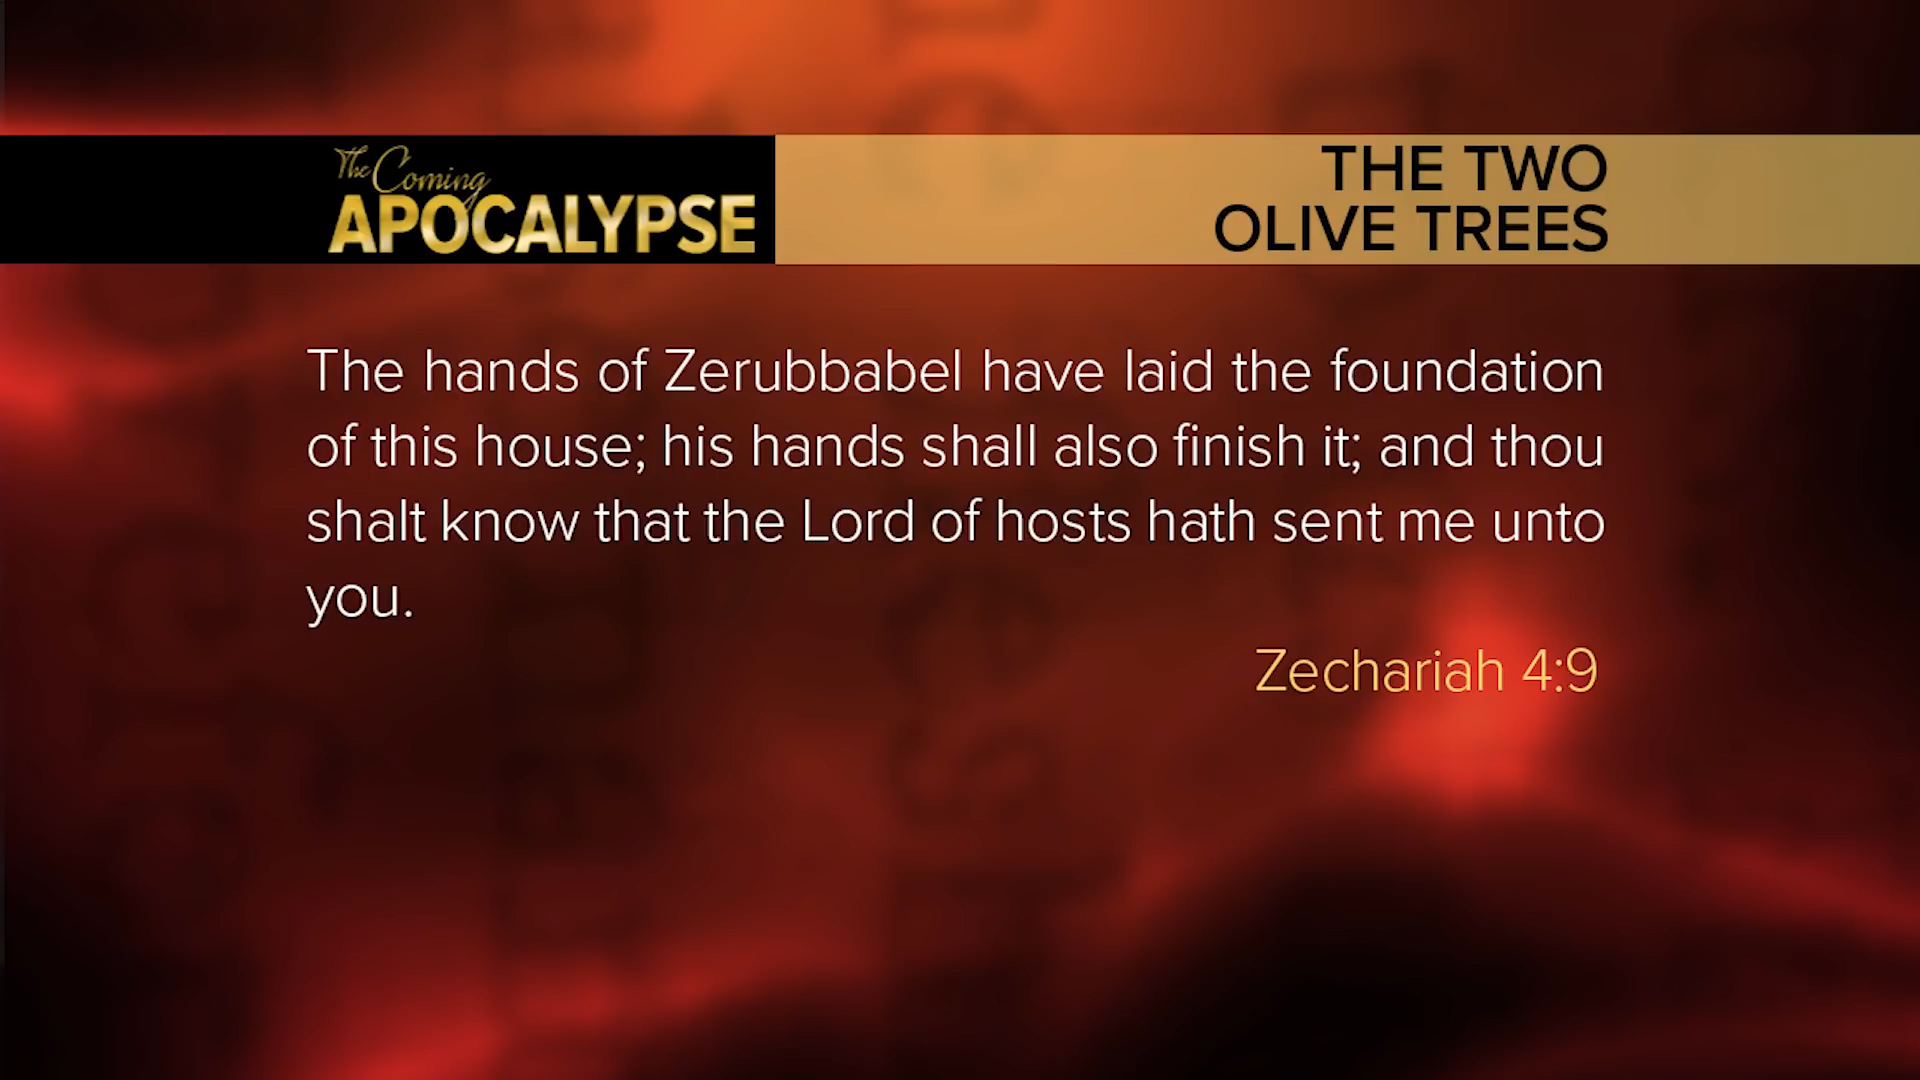 The Coming
APOCALYPSE
THE TWO
OLIVE TREES
The hands of Zerubbabel have laid the foundation
of this house; his hands shall also finish it; and thou
shalt know that the Lord of hosts hath sent me unto
you.
Zechariah 4:9